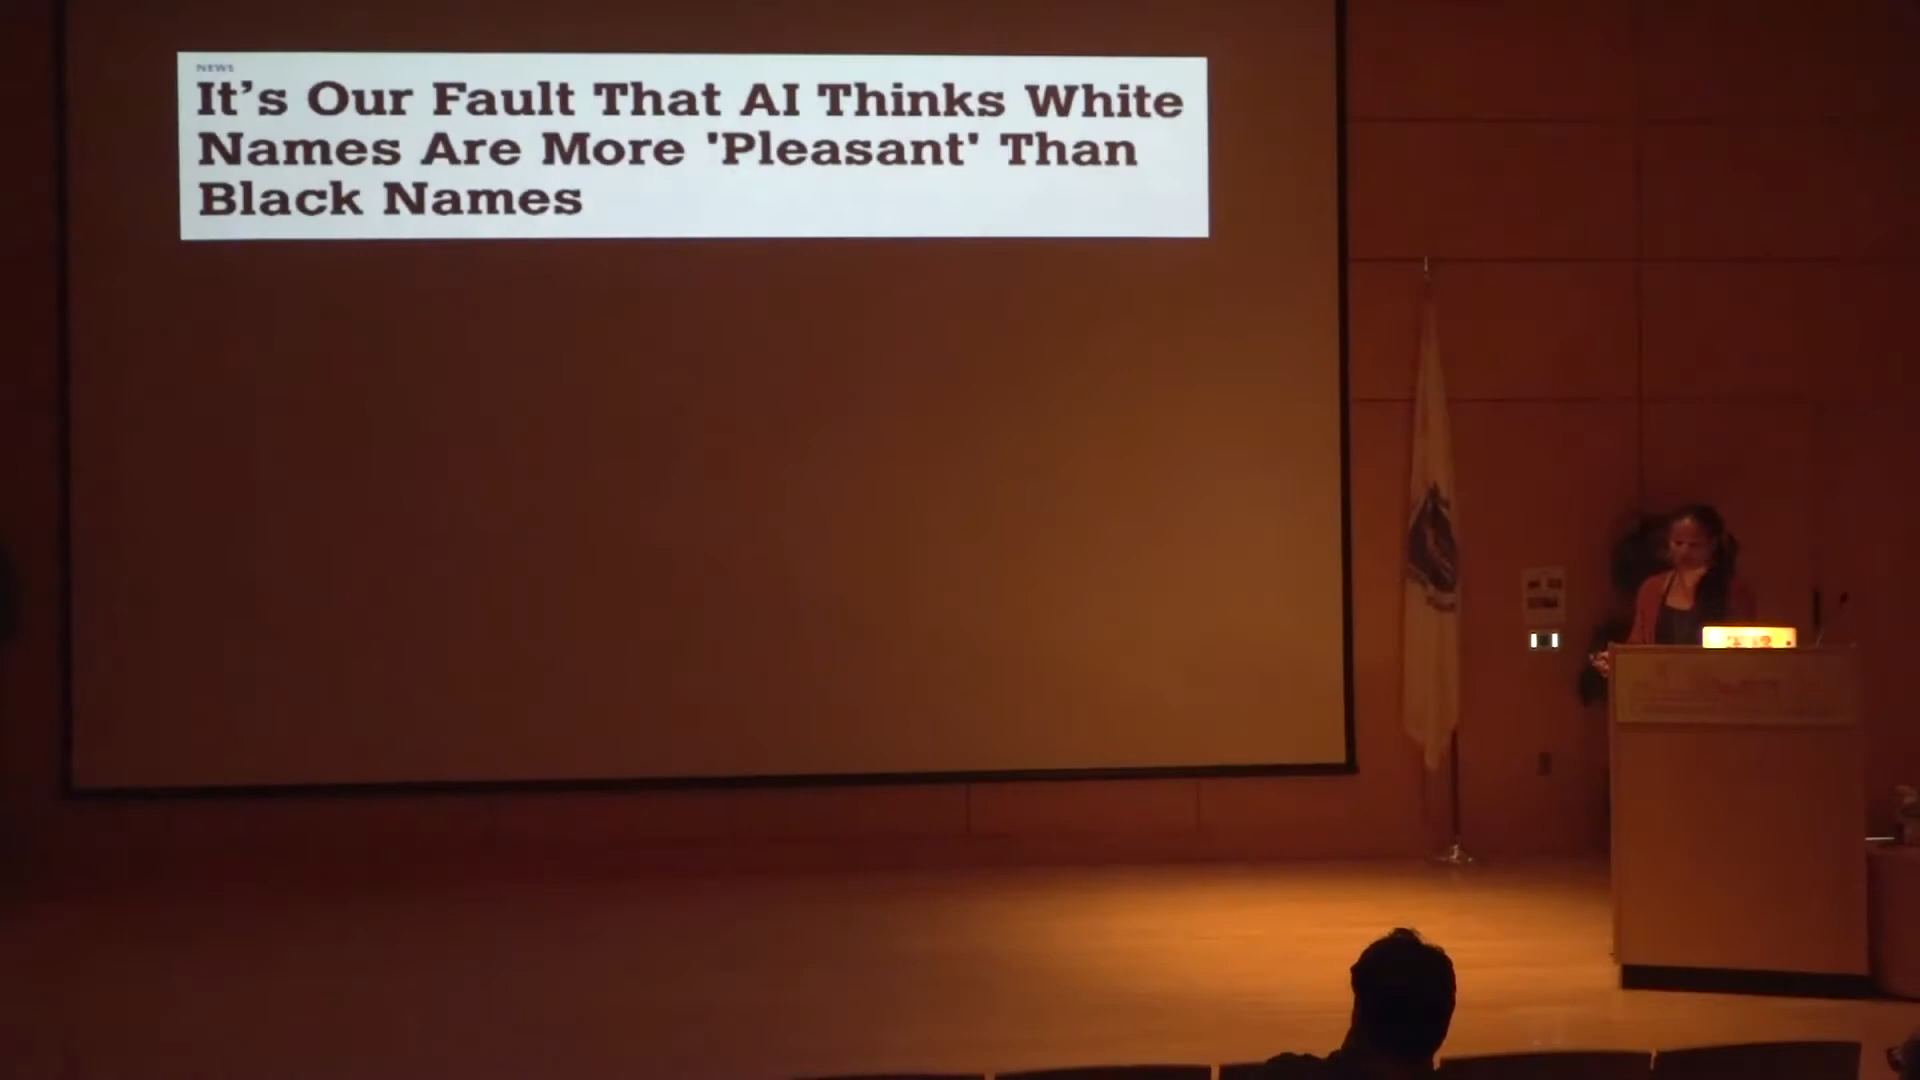 NEWS
It’s Our Fault That AI Thinks White
Names Are More 'Pleasant' Than
Black Names